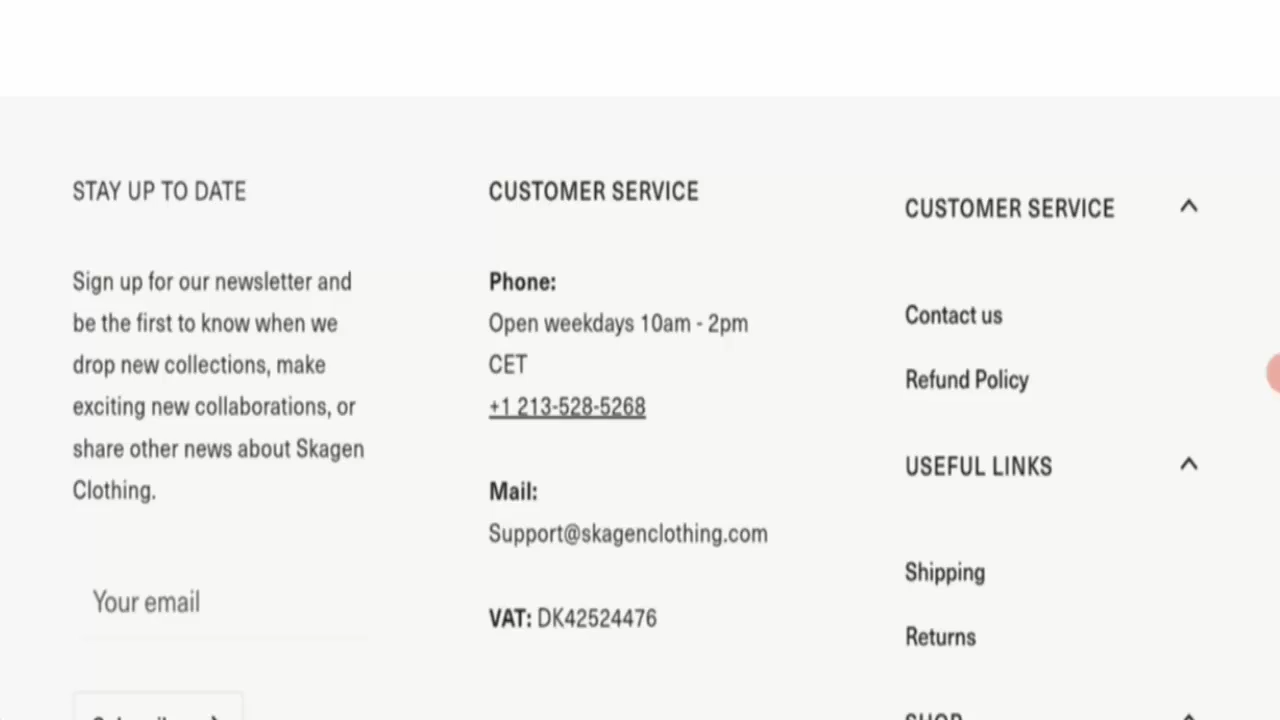 STAY UP TO DATE
Sign up for our newsletter and
be the first to know when we
drop new collections, make
exciting new collaborations, or
share other news about Skagen
Clothing.
Your email
CUSTOMER SERVICE
Phone:
Open weekdays 10am - 2pm
CET
+1 213-528-5268
Mail:
Support@skagenclothing.com
VAT: DK42524476
CUSTOMER SERVICE
Contact us
Refund Policy
USEFUL LINKS
Shipping
Returns